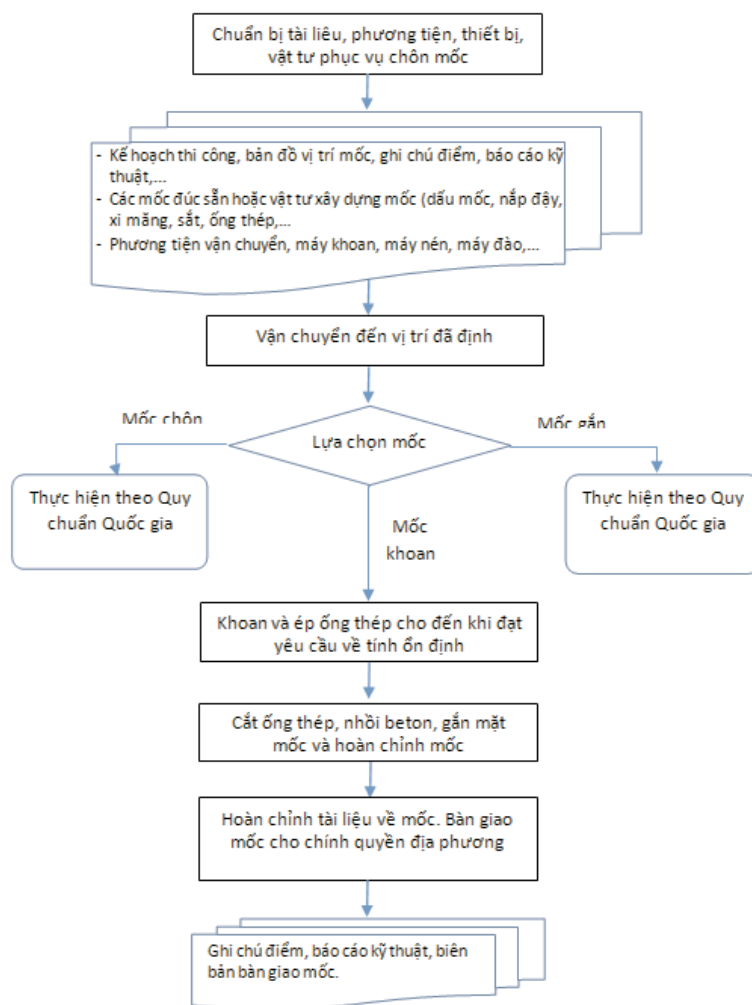 Chuẩn bị tài liêu, phương tiện, thiết bị,
vật tư phục vụ chôn mốc
- Kế hoạch thi công, bản đồ vị trí mốc, ghi chú điểm, báo cáo kỹ
thuật,...
- Các mốc đúc sẵn hoặc vật tư xây dựng mốc (dấu mốc, nắp đậy,
xi măng, sắt, ống thép,...
- Phương tiện vận chuyển, máy khoan, máy nén, máy đào,...
Vận chuyển đến vị trí đã định
Mốc chôn
Lựa chọn mốc
Mốc gắn
Thực hiện theo Quy
chuẩn Quốc gia
Thực hiện theo Quy
chuẩn Quốc gia
Mốc
khoan
Khoan và ép ống thép cho đến khi đạt
yêu cầu về tính ổn định
Cắt ống thép, nhồi beton, gắn mặt
mốc và hoàn chỉnh mốc
Hoàn chỉnh tài liệu về mốc. Bàn giao
mốc cho chính quyền địa phương
Ghi chú điểm, báo cáo kỹ thuật, biên
bản bàn giao mốc.